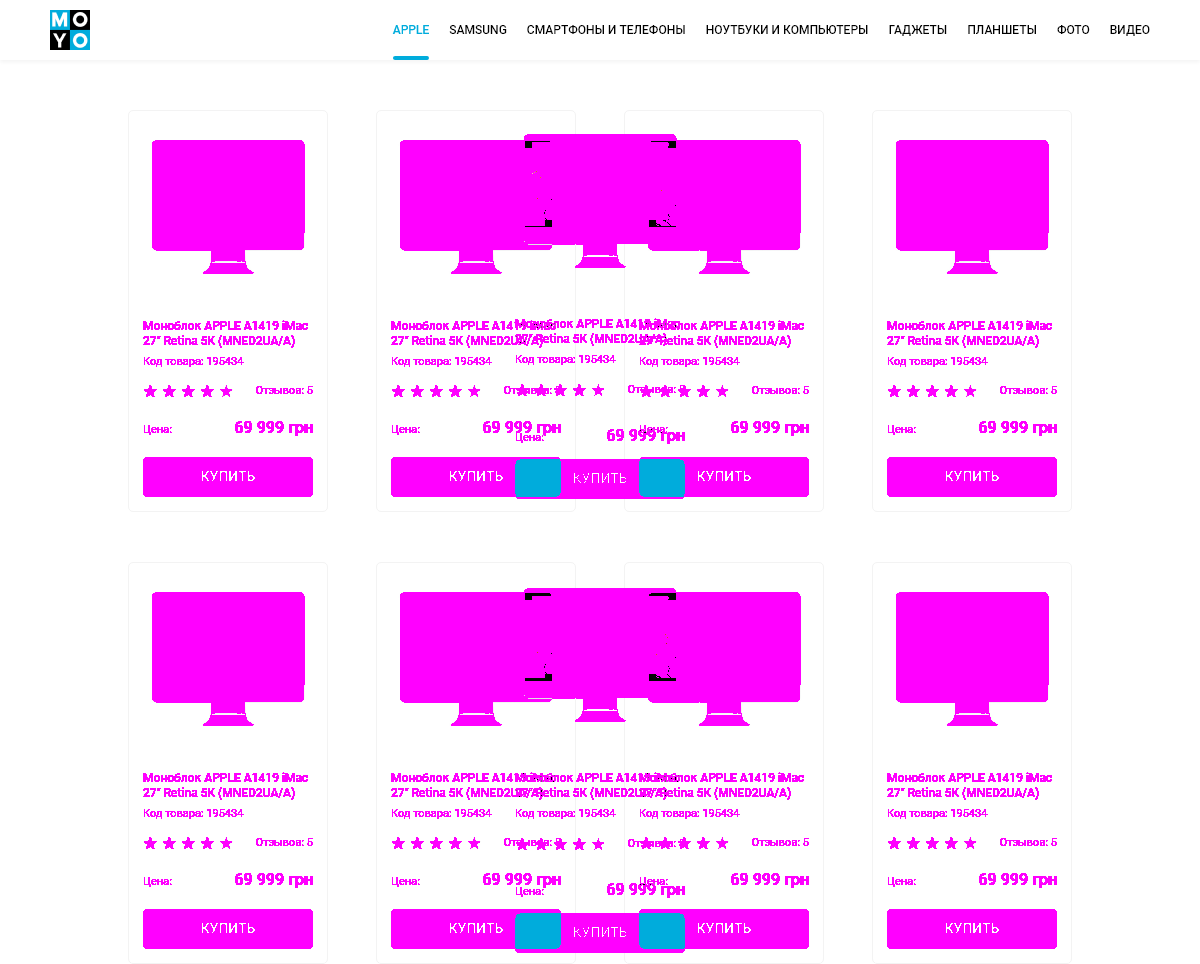 MOYO
APPLE SAMSUNG СМАРТФОНЫ И ТЕЛЕФОНЫ НОУТБУКИ И КОМПЬЮТЕРЫ ГАДЖЕТЫ ПЛАНШЕТЫ ФОТО ВИДЕО
Моноблок APPLE A1419 iMac
27" Retina 5K (MNED2UA/A)
Код товара: 195434
Отзывов: 5
Цена: 69 999 грн
КУПИТЬ
Моноблок APPLE A1419 iMac
27" Retina 5K (MNED2UA/A)
Код товара: 195434
Цена: 69 999 грн
КУПИТЬ
Моноблок APPLE A1419 iMac
27" Retina 5K (MNED2UA/A)
Код товара: 195434
Цена: 69 999 грн
КУПИТЬ
Моноблок APPLE A1419 iMac
27" Retina 5K (MNED2UA/A)
Код товара: 195434
Отзывов: 5
Цена: 69 999 грн
КУПИТЬ
Моноблок APPLE A1419 iMac
27" Retina 5K (MNED2UA/A)
Код товара: 195434
Отзывов: 5
Цена: 69 999 грн
КУПИТЬ
Моноблок APPLE A1419 iMac
27" Retina 5K (MNED2UA/A)
Код товара: 195434
Отзывов: 5
Цена: 69 999 грн
КУПИТЬ
Моноблок APPLE A1419 iMac
27" Retina 5K (MNED2UA/A)
Код товара: 195434
Цена: 69 999 грн
КУПИТЬ
Моноблок APPLE A1419 iMac
27" Retina 5K (MNED2UA/A)
Код товара: 195434
Цена: 69 999 грн
КУПИТЬ
Моноблок APPLE A1419 iMac
27" Retina 5K (MNED2UA/A)
Код товара: 195434
Отзывов: 5
Цена: 69 999 грн
КУПИТЬ
Моноблок APPLE A1419 iMac
27" Retina 5K (MNED2UA/A)
Код товара: 195434
Отзывов: 5
Цена: 69 999 грн
КУПИТЬ